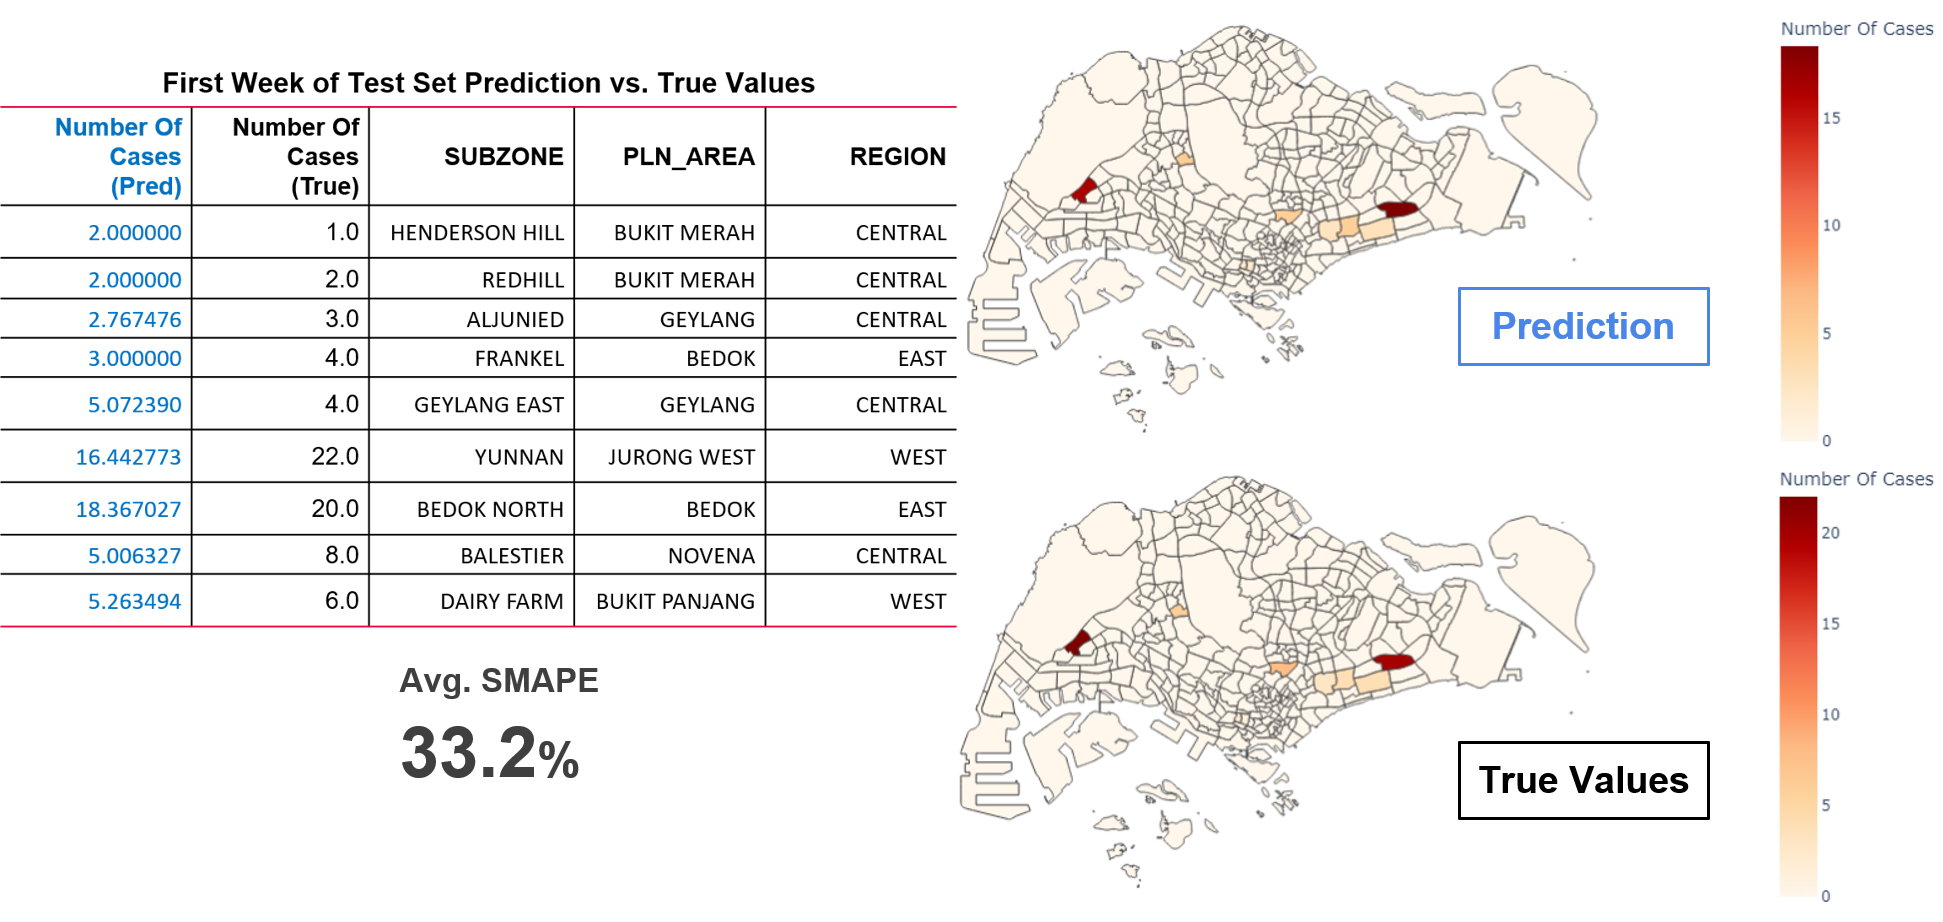 First Week of Test Set Prediction vs. True Values
Number Of Cases (Pred) Number Of Cases (True) SUBZONE PLN_AREA REGION
2.000000 1.0 HENDERSON HILL BUKIT MERAH CENTRAL
2.000000 2.0 REDHILL BUKIT MERAH CENTRAL
2.767476 3.0 ALJUNIED GEYLANG CENTRAL
3.000000 4.0 FRANKEL BEDOK EAST
5.072390 4.0 GEYLANG EAST GEYLANG CENTRAL
16.442773 22.0 YUNNAN JURONG WEST WEST
18.367027 20.0 BEDOK NORTH BEDOK EAST
5.006327 8.0 BALESTIER NOVENA CENTRAL
5.263494 6.0 DAIRY FARM BUKIT PANJANG WEST
Avg. SMAPE
33.2%
Number Of Cases
15
10
5
0
Prediction
Number Of Cases
20
15
10
5
0
True Values